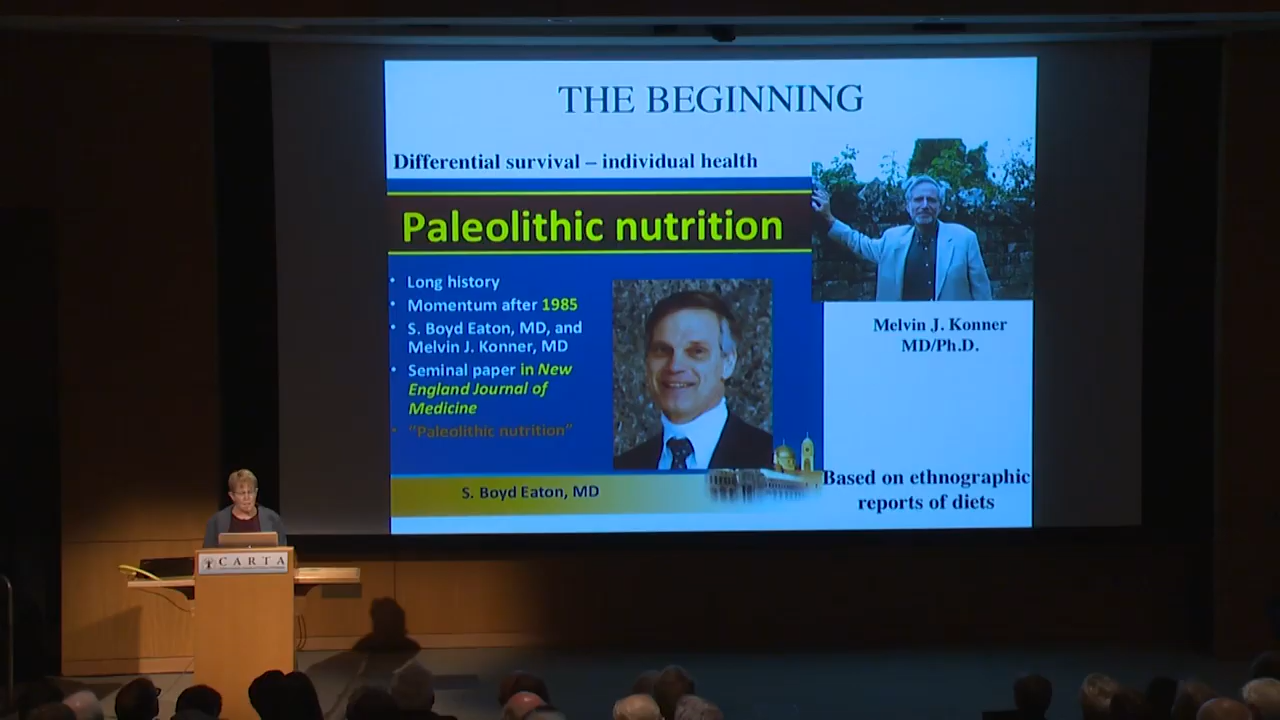 THE BEGINNING
Differential survival – individual health
Paleolithic nutrition
• Long history
• Momentum after 1985
• S. Boyd Eaton, MD, and
Melvin J. Konner, MD
• Seminal paper in New
England Journal of
Medicine
• "Paleolithic nutrition"
S. Boyd Eaton, MD
Melvin J. Konner
MD/Ph.D.
Based on ethnographic
reports of diets
CARTA